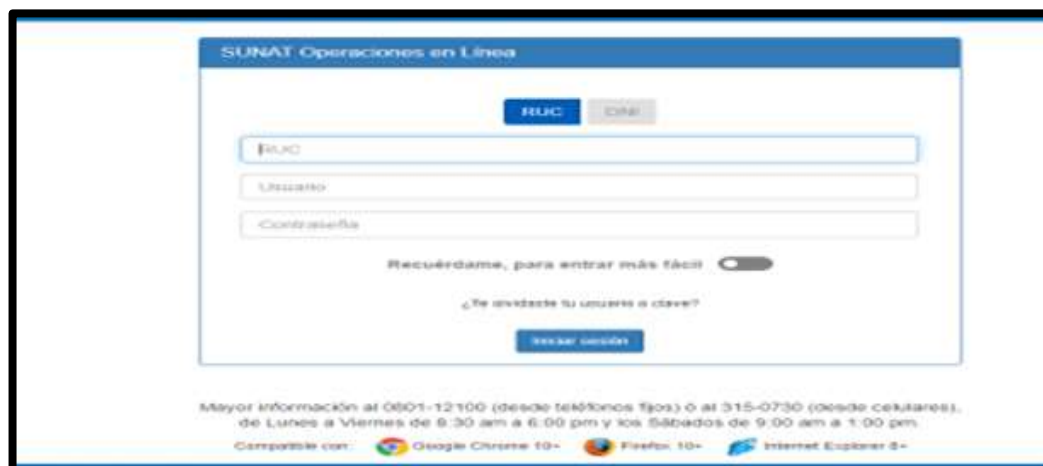 SUNAT Operaciones en Línea
RUC DNI
RUC
Usuario
Contraseña
Recuérdame, para entrar más fácil
¿Te olvidaste tu usuario o clave?
Iniciar sesión
Mayor información al 0801-12100 (desde teléfonos fijos) ó al 315-0730 (desde celulares),
de Lunes a Viernes de 8:30 am a 6:00 pm y los Sábados de 9:00 am a 1:00 pm.
Compatible con: Google Chrome 10+ Firefox 10+ Internet Explorer 8+